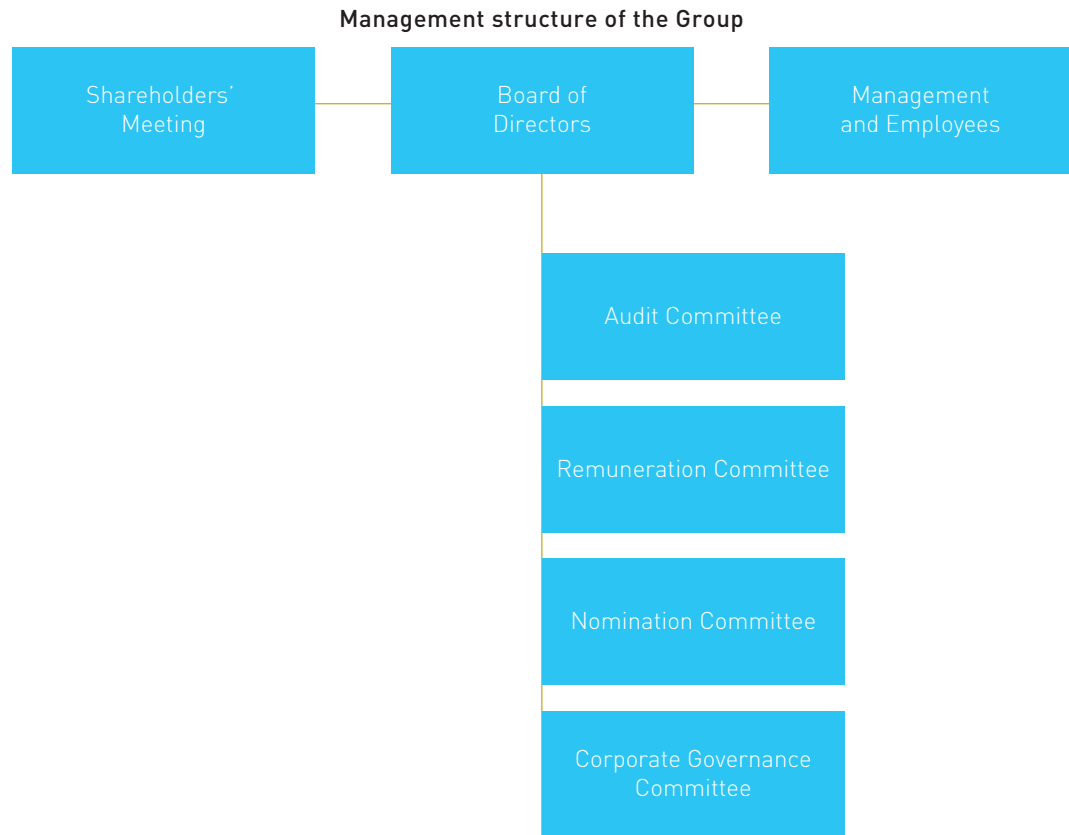 Management structure of the Group
Shareholders’
Meeting
Board of
Directors
Management
and Employees
Audit Committee
Remuneration Committee
Nomination Committee
Corporate Governance
Committee